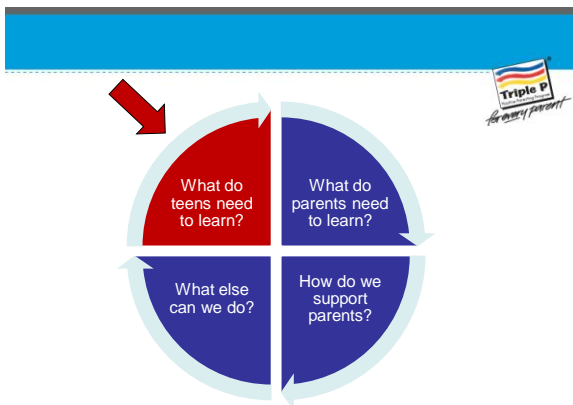 Triple P
for every parent
What do
teens need
to learn?
What do
parents need
to learn?
What else
can we do?
How do we
support
parents?